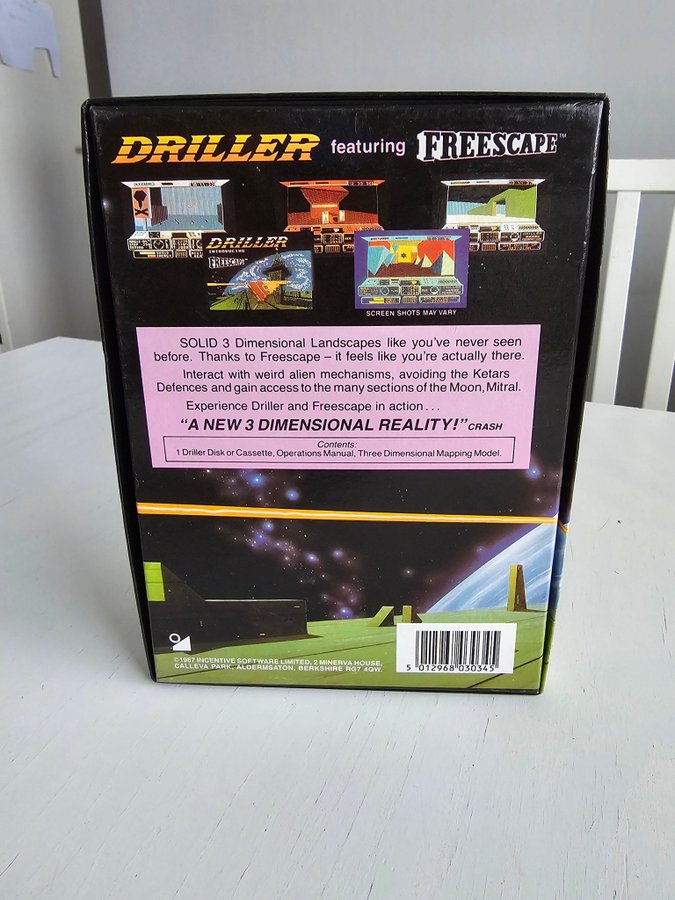 DRILLER featuring FREESCAPE™
DRILLER
FREESCAPE
SCREEN SHOTS MAY VARY
SOLID 3 Dimensional Landscapes like you've never seen
before. Thanks to Freescape – it feels like you're actually there.
Interact with weird alien mechanisms, avoiding the Ketars
Defences and gain access to the many sections of the Moon, Mitral.
Experience Driller and Freescape in action . . .
"A NEW 3 DIMENSIONAL REALITY!" CRASH
Contents:
1 Driller Disk or Cassette, Operations Manual, Three Dimensional Mapping Model.
©1987 INCENTIVE SOFTWARE LIMITED, 2 MINERVA HOUSE,
CALLEVA PARK, ALDERMSATON, BERKSHIRE RG7 4QW.
5 012968 030345